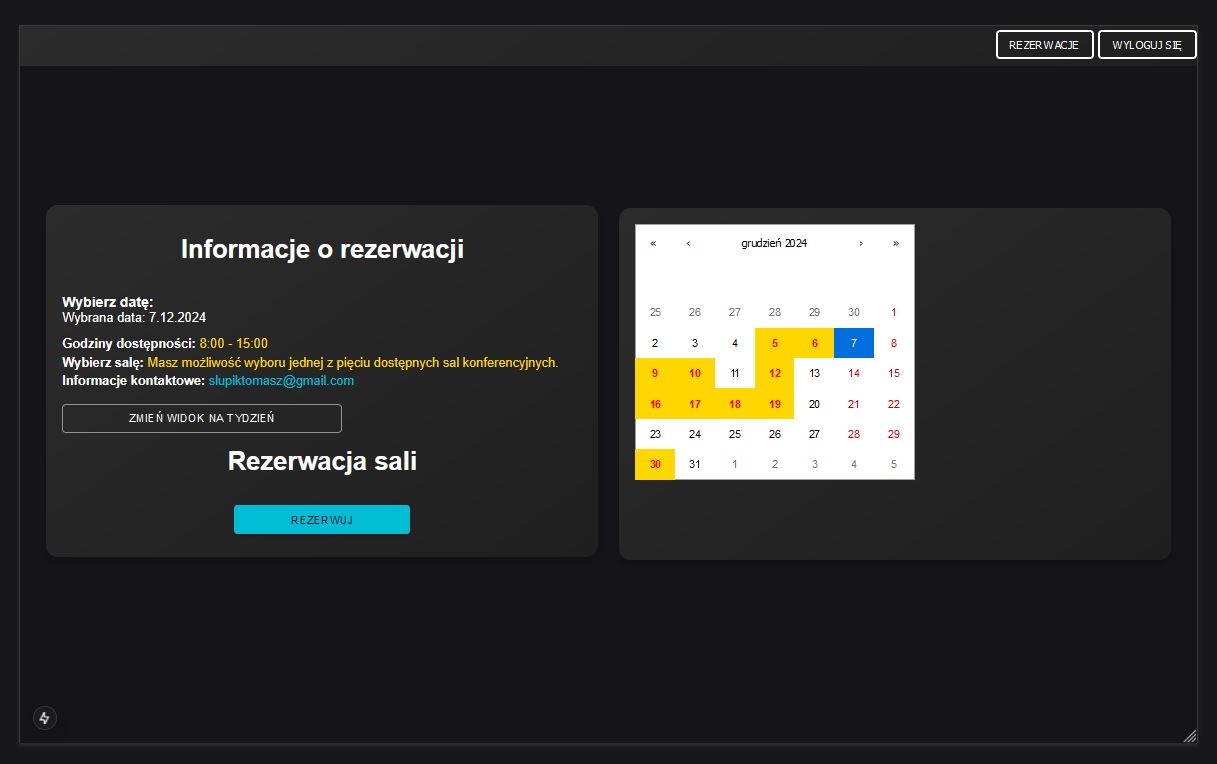 REZERWACJE WYLOGUJ SIĘ
Informacje o rezerwacji
Wybierz datę:
Wybrana data: 7.12.2024
Godziny dostępności: 8:00 - 15:00
Wybierz salę: Masz możliwość wyboru jednej z pięciu dostępnych sal konferencyjnych.
Informacje kontaktowe: slupiktomasz@gmail.com
ZMIEŃ WIDOK NA TYDZIEŃ
Rezerwacja sali
REZERWUJ
« ‹ grudzień 2024 › »
25 26 27 28 29 30 1
2 3 4 5 6 7 8
9 10 11 12 13 14 15
16 17 18 19 20 21 22
23 24 25 26 27 28 29
30 31 1 2 3 4 5